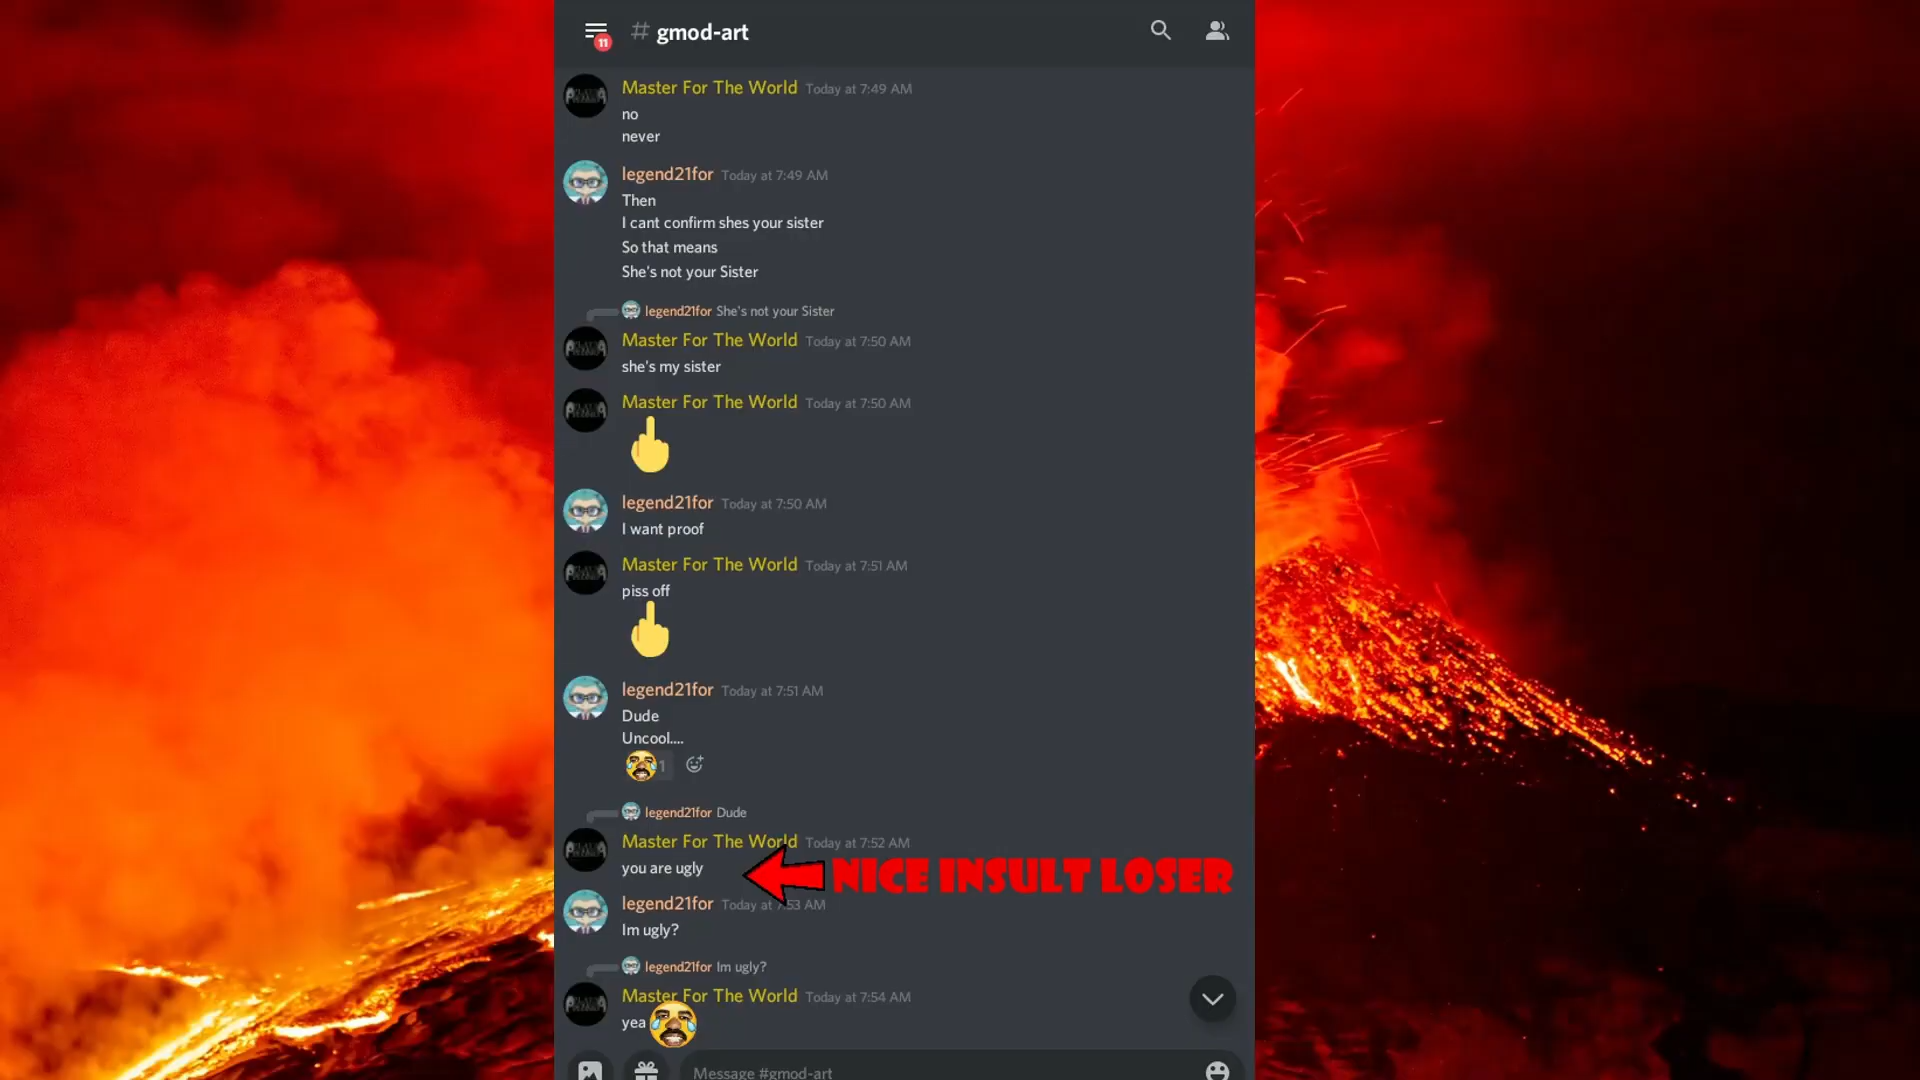 # gmod-art
11
Master For The World Today at 7:49 AM
no
never
legend21for Today at 7:49 AM
Then
I cant confirm shes your sister
So that means
She's not your Sister
legend21for She's not your Sister
Master For The World Today at 7:50 AM
she's my sister
Master For The World Today at 7:50 AM
legend21for Today at 7:50 AM
I want proof
Master For The World Today at 7:51 AM
piss off
legend21for Today at 7:51 AM
Dude
Uncool....
1
legend21for Dude
Master For The World Today at 7:52 AM
you are ugly
NICE INSULT LOSER
legend21for Today at 7:53 AM
Im ugly?
legend21for Im ugly?
Master For The World Today at 7:54 AM
yea
Message #gmod-art